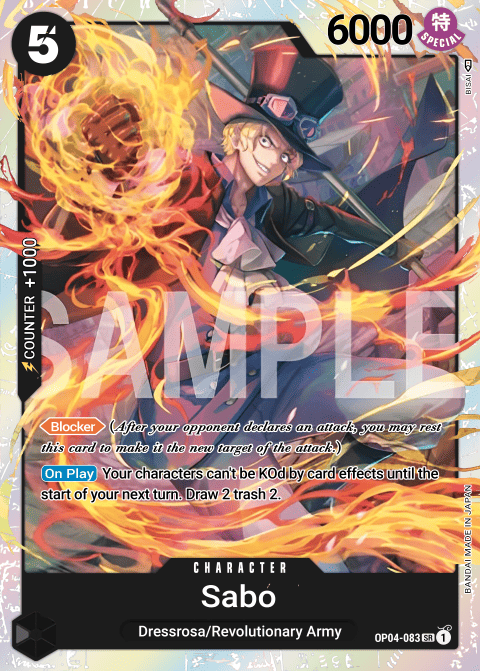 5
6000
特
SPECIAL
BISAI
COUNTER +1000
SAMPLE
Blocker (After your opponent declares an attack, you may rest
this card to make it the new target of the attack.)
On Play Your characters can't be KOd by card effects until the
start of your next turn. Draw 2 trash 2.
BANDAI MADE IN JAPAN
CHARACTER
Sabo
Dressrosa/Revolutionary Army
OP04-083 SR 1